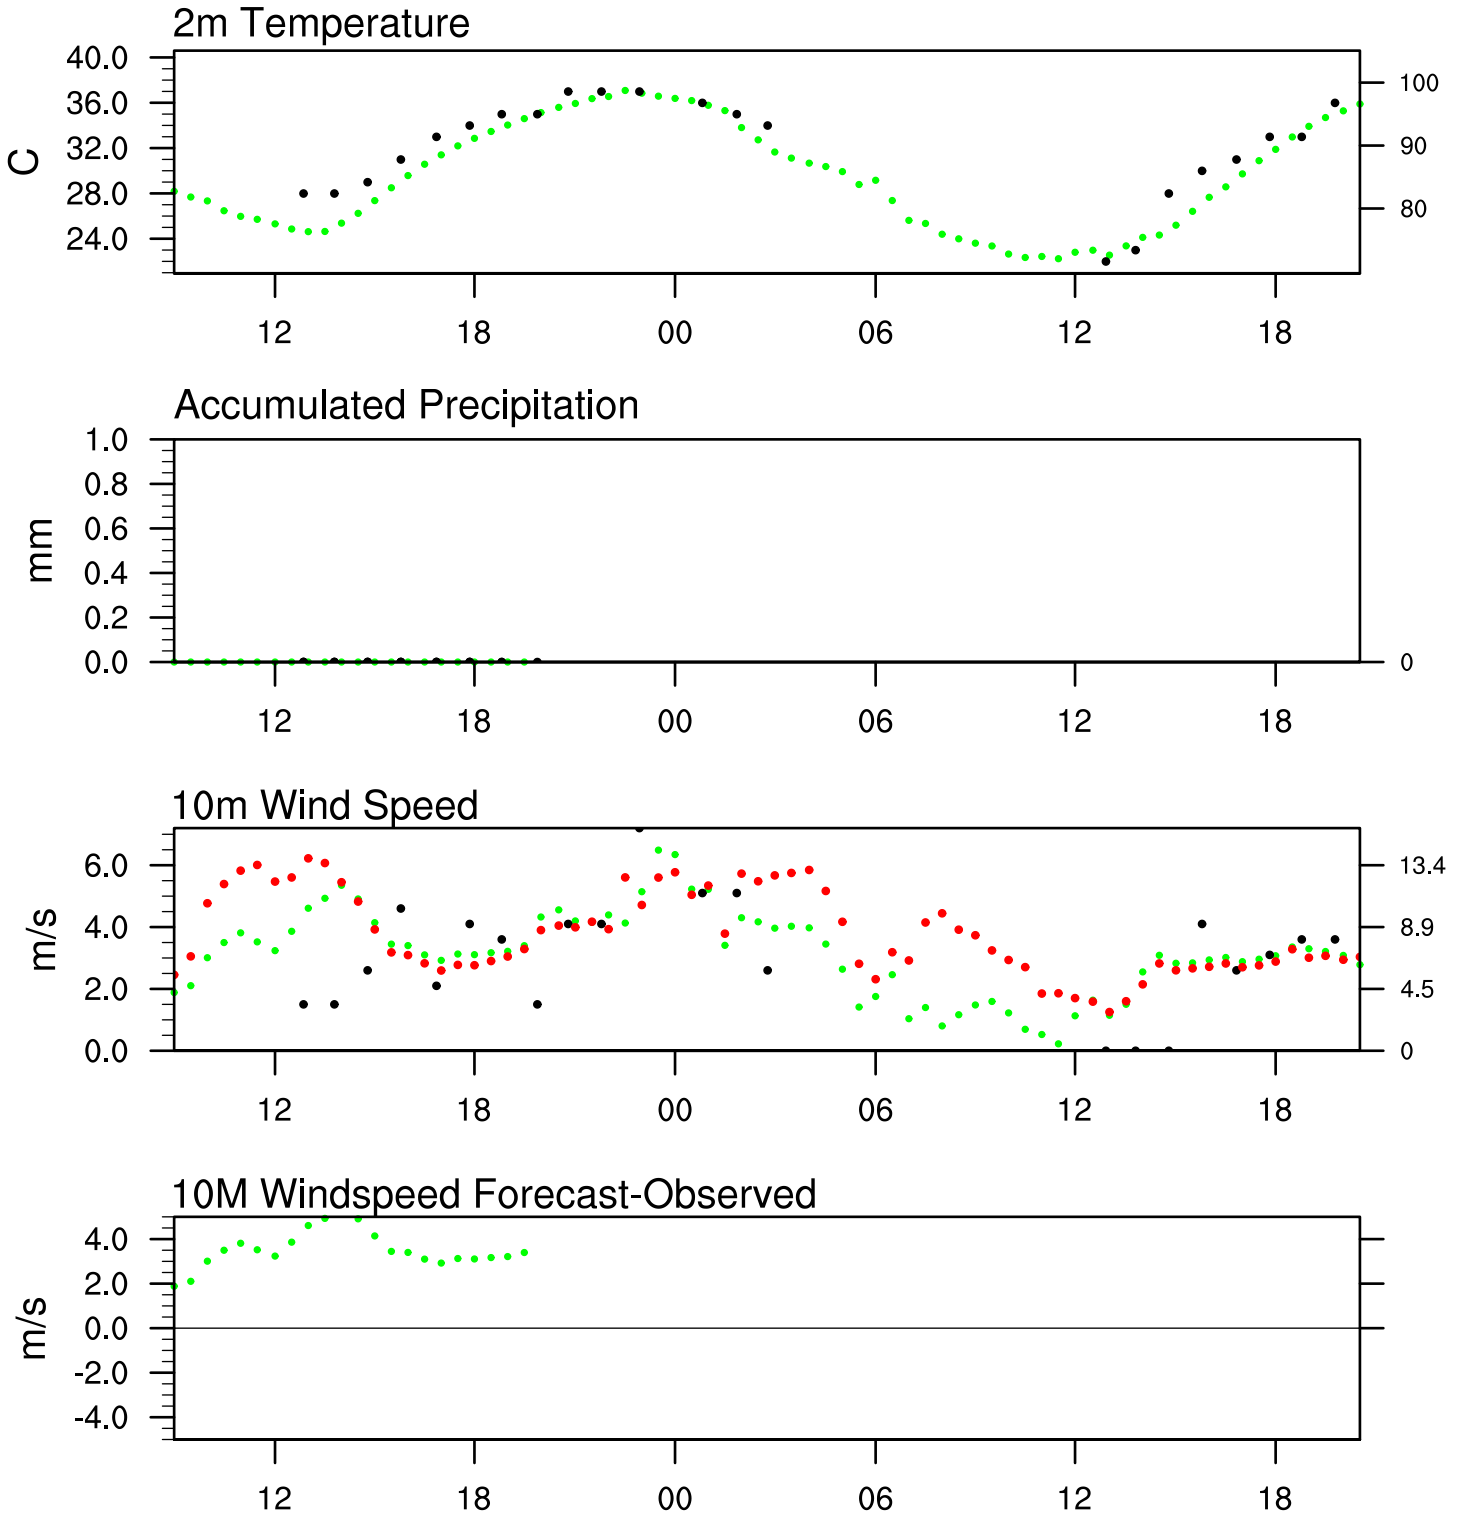 2m Temperature
40.0
36.0
32.0
28.0
24.0
C
100
90
80
12 18 00 06 12 18
Accumulated Precipitation
1.0
0.8
0.6
0.4
0.2
0.0
mm
0
12 18 00 06 12 18
10m Wind Speed
6.0
4.0
2.0
0.0
m/s
13.4
8.9
4.5
0
12 18 00 06 12 18
10M Windspeed Forecast-Observed
4.0
2.0
0.0
-2.0
-4.0
m/s
12 18 00 06 12 18